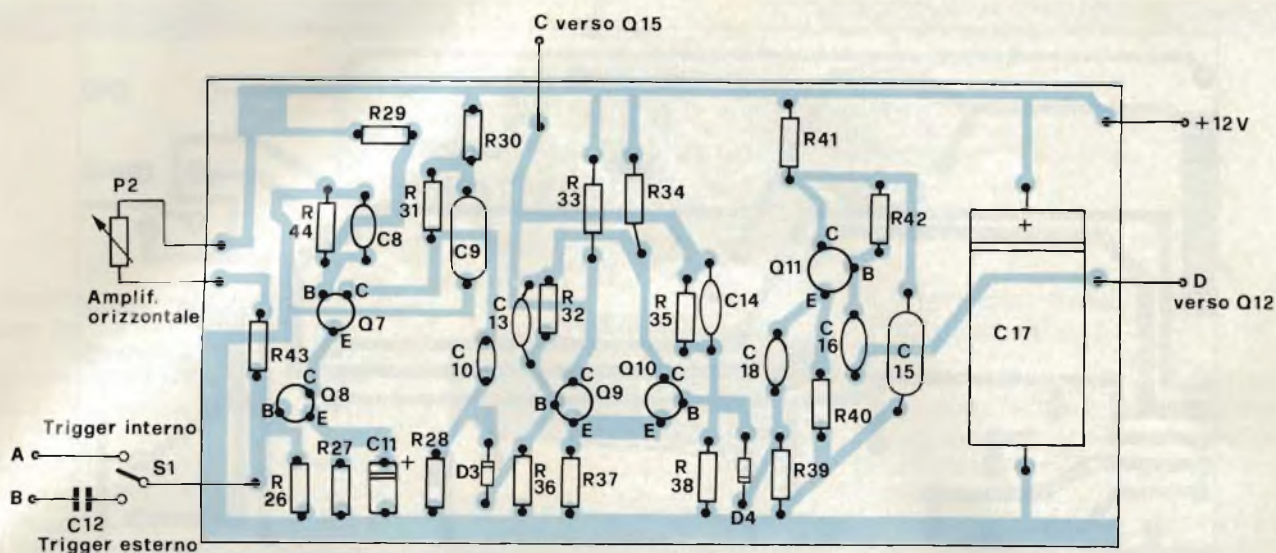 C verso Q15
R29
R30
R41
+12V
P2
R
31
R
33
R34
R
44
C8
R42
C9
+
Q11
C
B
E
D
verso Q12
Amplif.
orizzontale
B
C
Q7
E
C
13
R
32
R
35
C14
C17
R43
C
10
C
18
C
16
C
15
C
Q8
B
E
C
Q9
B
E
Q10
C
B
E
R40
Trigger interno
A
S1
B
C12
Trigger esterno
R
26
R27
C11
+
R28
D3
R
36
R37
R
38
D4
R39